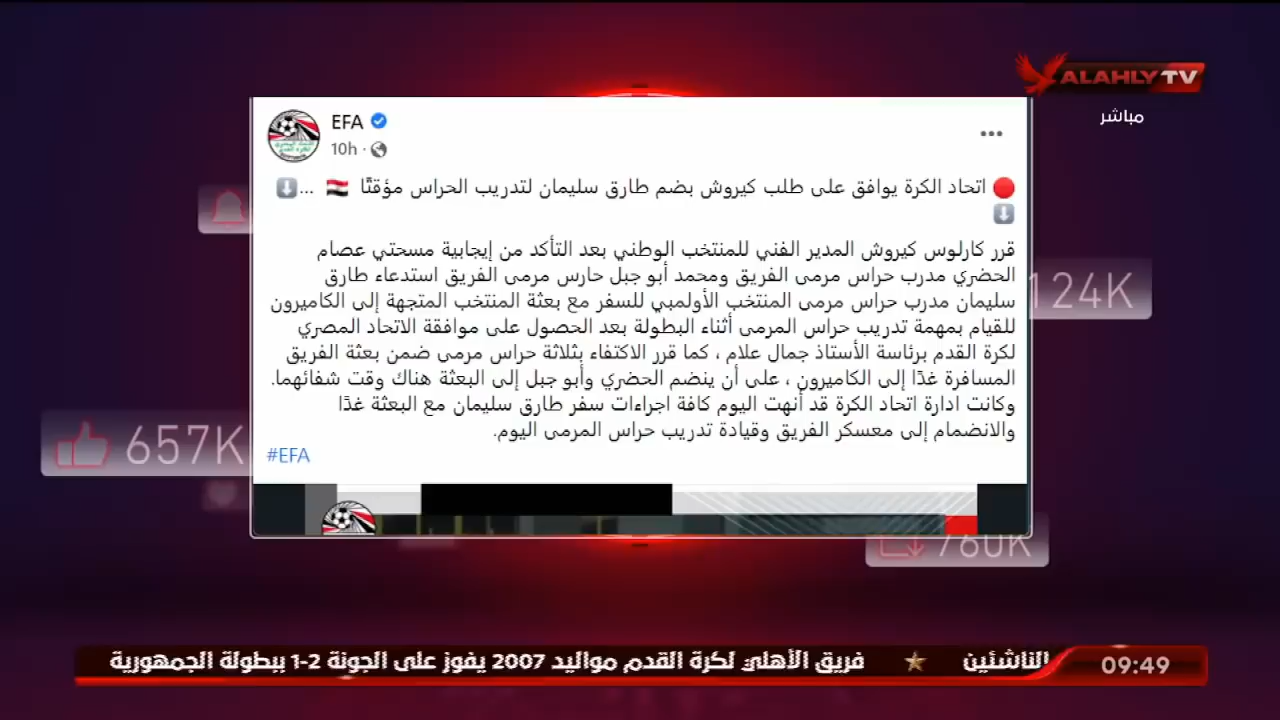 ALAHLY TV
مباشر
EFA
10h
اتحاد الكرة يوافق على طلب كيروش بضم طارق سليمان لتدريب الحراس مؤقتًا ...
قرر كارلوس كيروش المدير الفني للمنتخب الوطني بعد التأكد من إيجابية مسحتي عصام
الحضري مدرب حراس مرمى الفريق ومحمد أبو جبل حارس مرمى الفريق استدعاء طارق
سليمان مدرب حراس مرمى المنتخب الأولمبي للسفر مع بعثة المنتخب المتجهة إلى الكاميرون
للقيام بمهمة تدريب حراس المرمى أثناء البطولة بعد الحصول على موافقة الاتحاد المصري
لكرة القدم برئاسة الأستاذ جمال علام ، كما قرر الاكتفاء بثلاثة حراس مرمى ضمن بعثة الفريق
المسافرة غدًا إلى الكاميرون ، على أن ينضم الحضري وأبو جبل إلى البعثة هناك وقت شفائهما.
وكانت ادارة اتحاد الكرة قد أنهت اليوم كافة اجراءات سفر طارق سليمان مع البعثة غدًا
والانضمام إلى معسكر الفريق وقيادة تدريب حراس المرمى اليوم.
#EFA
124K
657K
760K
09:49
الناشئين
فريق الأهلي لكرة القدم مواليد 2007 يفوز على الجونة 2-1 ببطولة الجمهورية